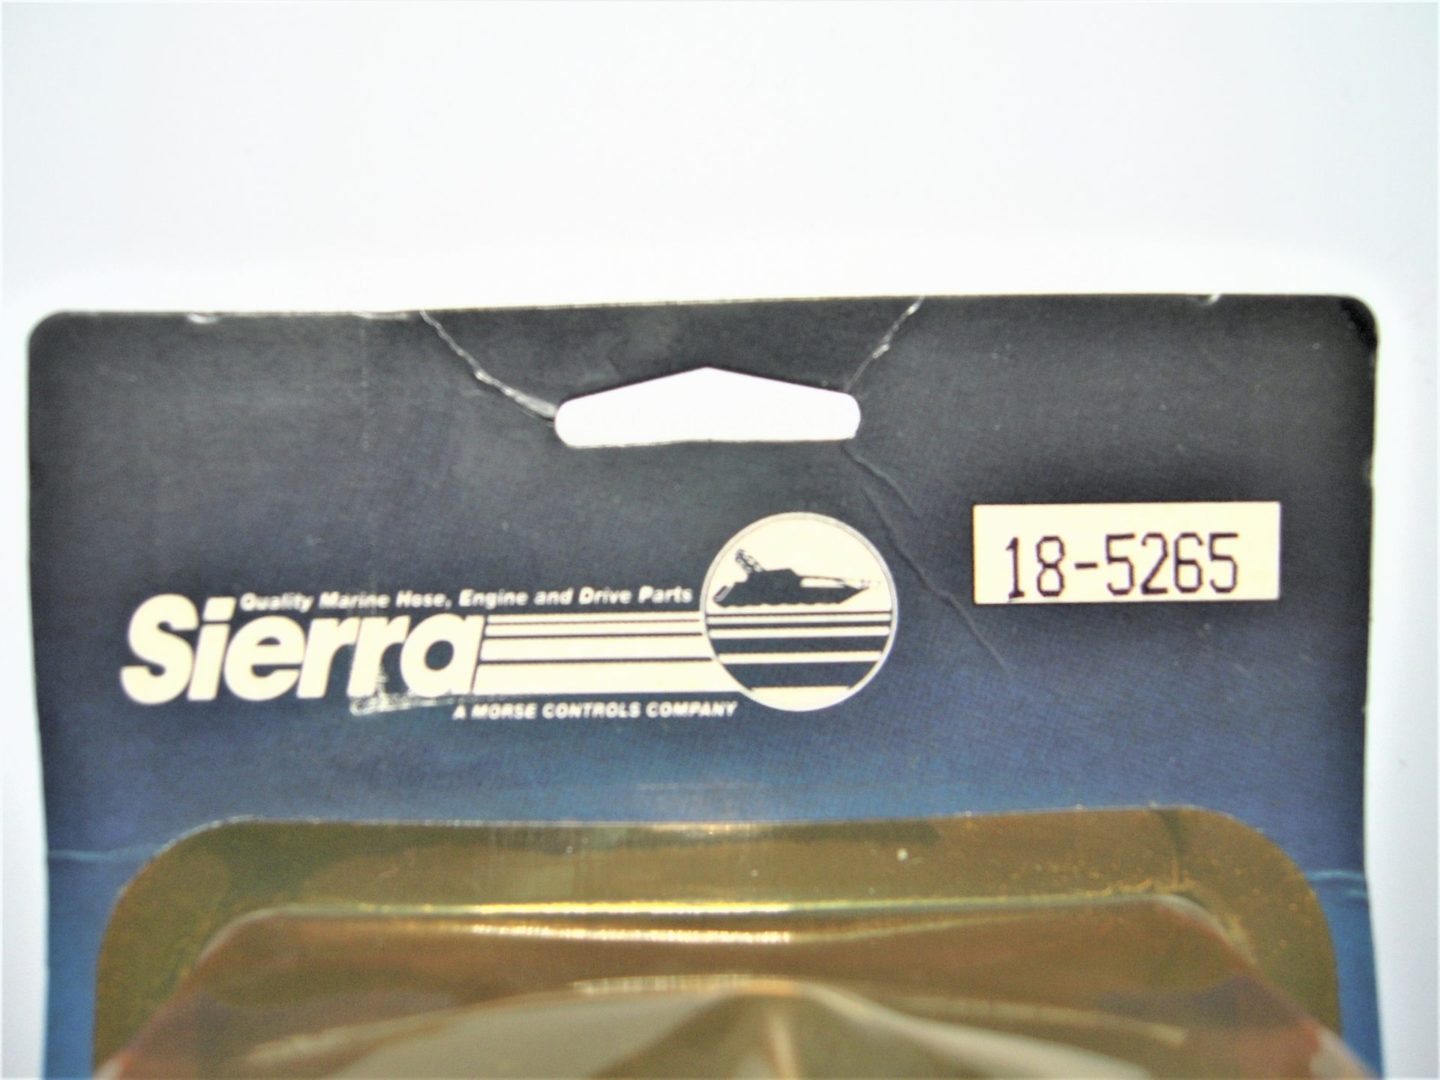 18-5265
Quality Marine Hose, Engine and Drive Parts
Sierra
A MORSE CONTROLS COMPANY